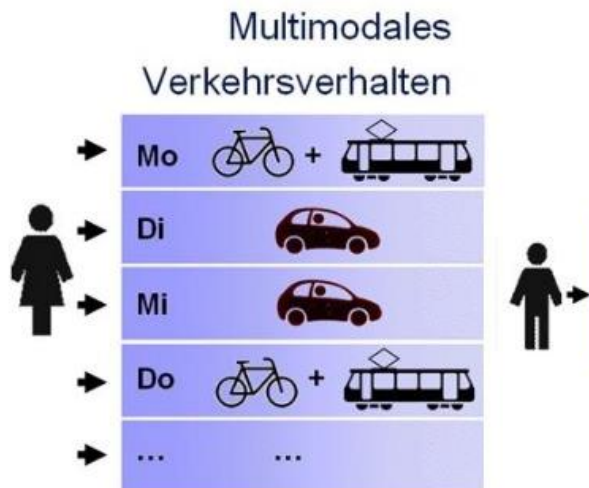 Multimodales
Verkehrsverhalten
Mo +
Di
Mi
Do +
... ...